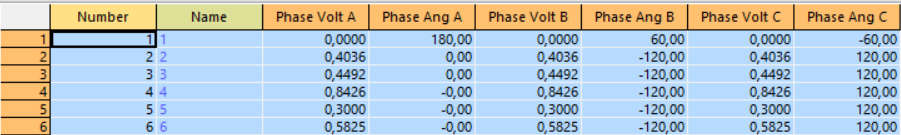 Number Name Phase Volt A Phase Ang A Phase Volt B Phase Ang B Phase Volt C Phase Ang C
1 1 1 0,0000 180,00 0,0000 60,00 0,0000 -60,00
2 2 2 0,4036 0,00 0,4036 -120,00 0,4036 120,00
3 3 3 0,4492 0,00 0,4492 -120,00 0,4492 120,00
4 4 4 0,8426 -0,00 0,8426 -120,00 0,8426 120,00
5 5 5 0,3000 -0,00 0,3000 -120,00 0,3000 120,00
6 6 6 0,5825 -0,00 0,5825 -120,00 0,5825 120,00